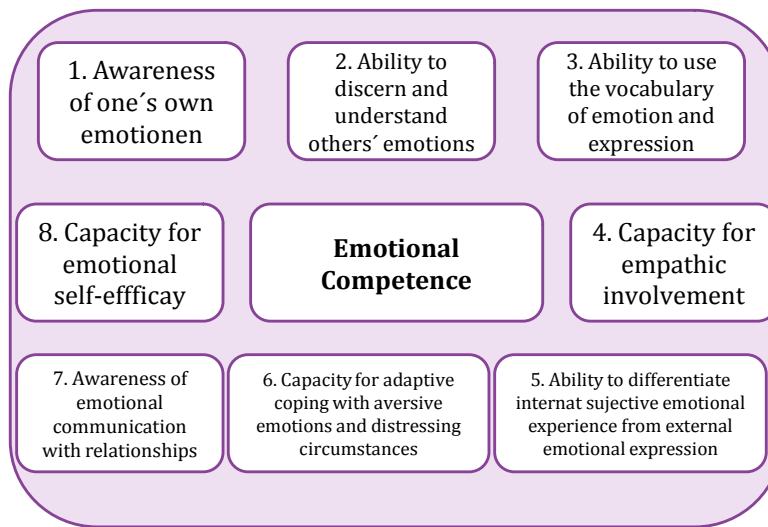 1. Awareness
of one´s own
emotionen
2. Ability to
discern and
understand
others´ emotions
3. Ability to use
the vocabulary
of emotion and
expression
8. Capacity for
emotional
self-effficay
Emotional
Competence
4. Capacity for
empathic
involvement
7. Awareness of
emotional
communication
with relationships
6. Capacity for adaptive
coping with aversive
emotions and distressing
circumstances
5. Ability to differentiate
internat sujective emotional
experience from external
emotional expression